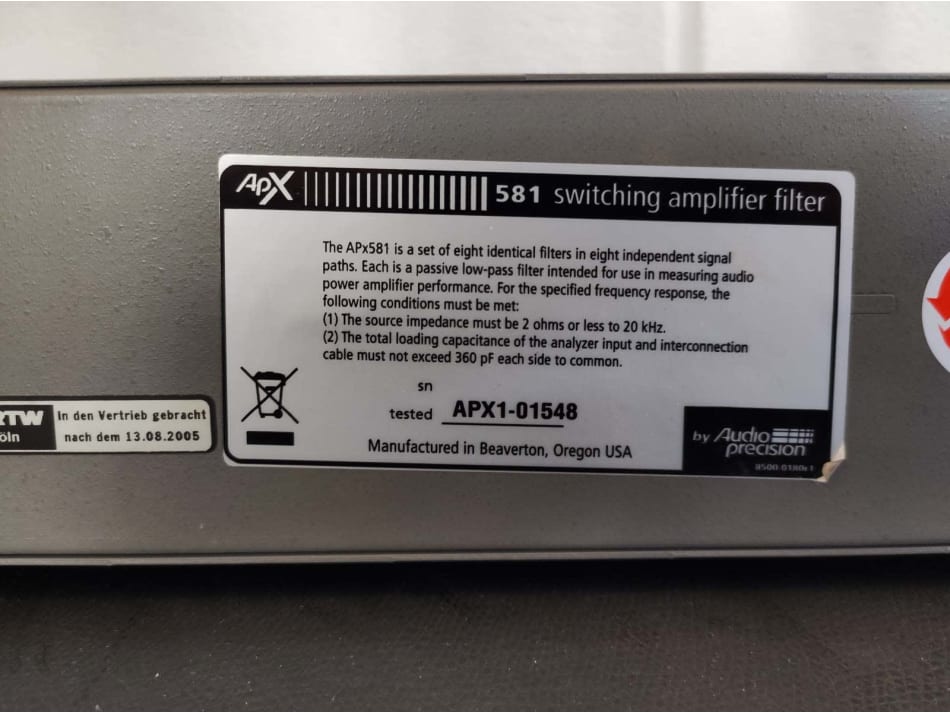 APX 581 switching amplifier filter
The APx581 is a set of eight identical filters in eight independent signal
paths. Each is a passive low-pass filter intended for use in measuring audio
power amplifier performance. For the specified frequency response, the
following conditions must be met:
(1) The source impedance must be 2 ohms or less to 20 kHz.
(2) The total loading capacitance of the analyzer input and interconnection
cable must not exceed 360 pF each side to common.
sn
tested APX1-01548
Manufactured in Beaverton, Oregon USA
by Audio
precision
RTW In den Vertrieb gebracht
öln nach dem 13.08.2005